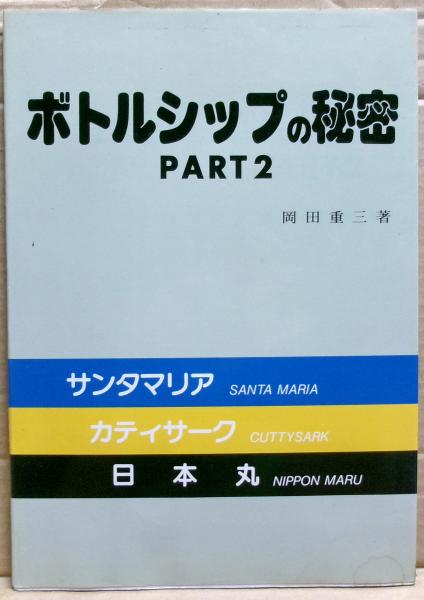 ボトルシップの秘密
PART2
岡田重三著
サンタマリア SANTA MARIA
カティサーク CUTTYSARK
日本丸 NIPPON MARU